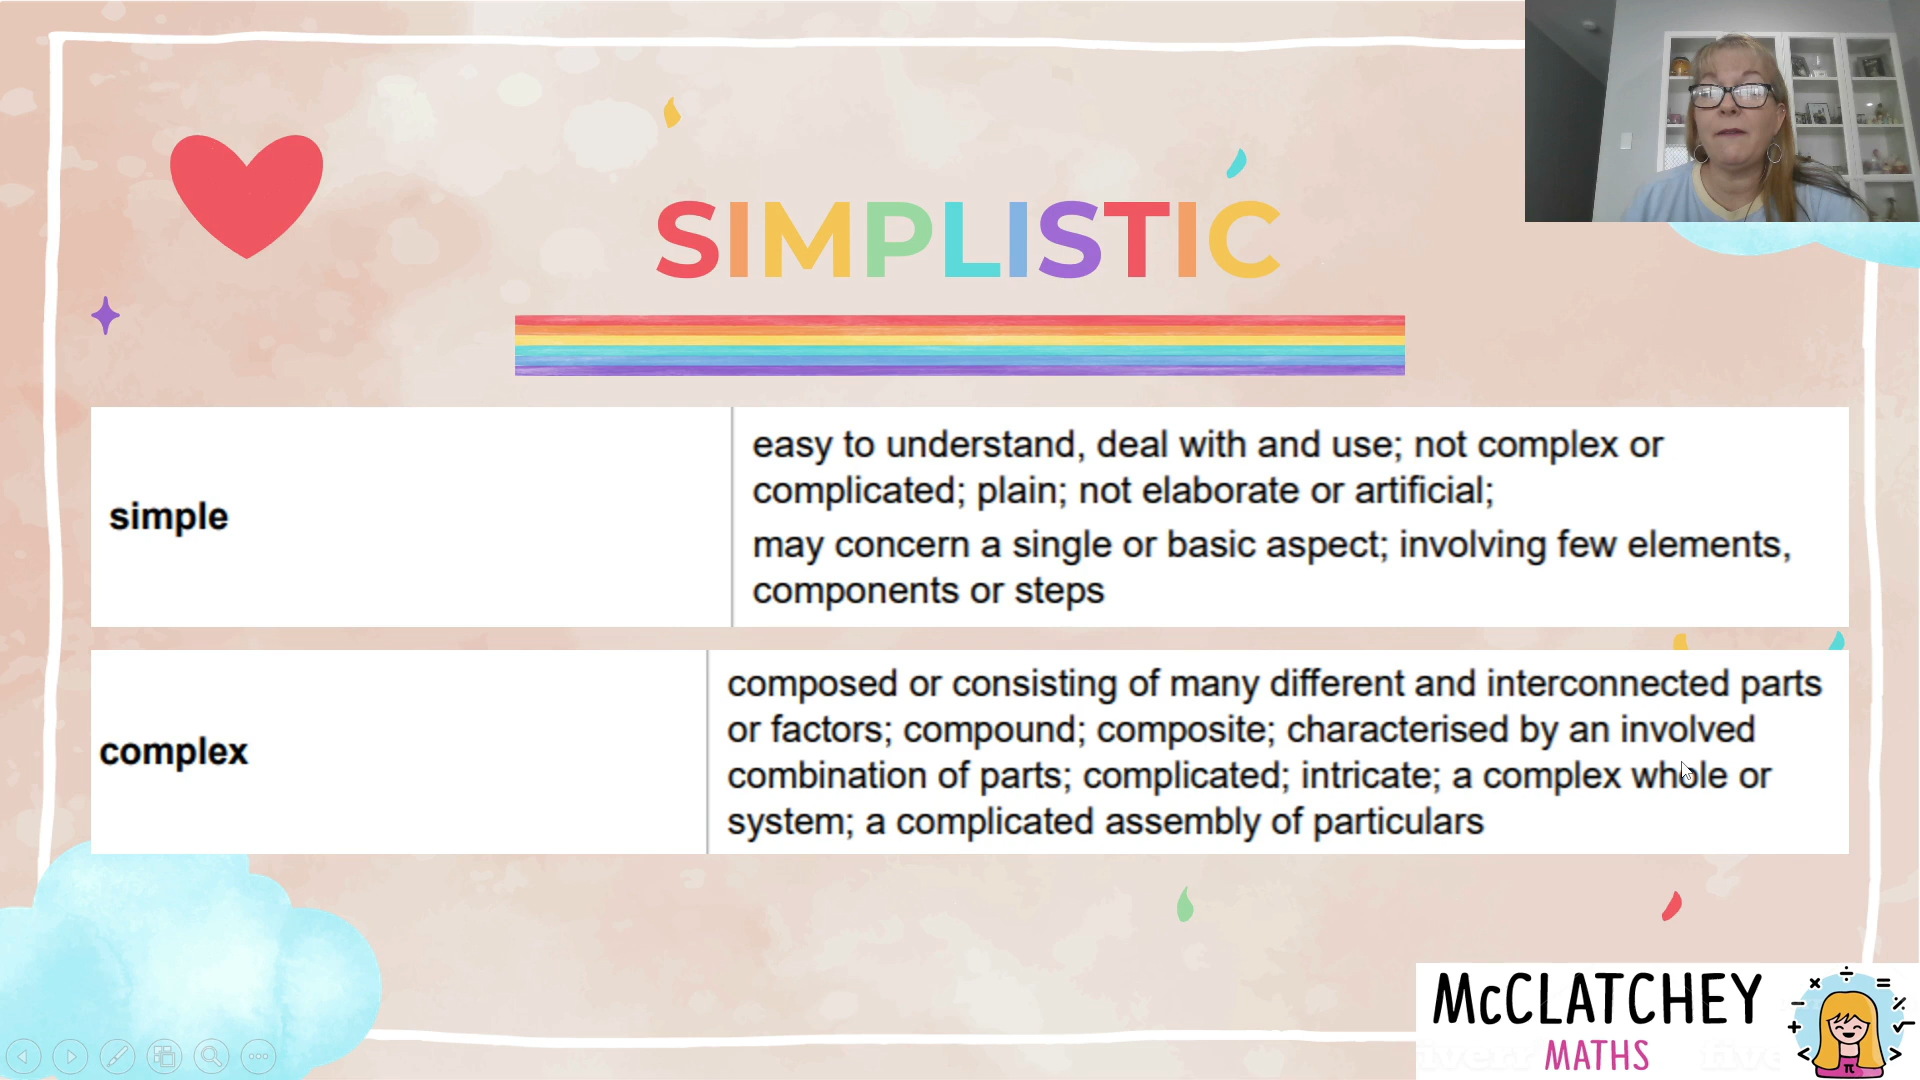 SIMPLISTIC
simple
easy to understand, deal with and use; not complex or
complicated; plain; not elaborate or artificial;
may concern a single or basic aspect; involving few elements,
components or steps
complex
composed or consisting of many different and interconnected parts
or factors; compound; composite; characterised by an involved
combination of parts; complicated; intricate; a complex whole or
system; a complicated assembly of particulars
McCLATCHEY
MATHS
π